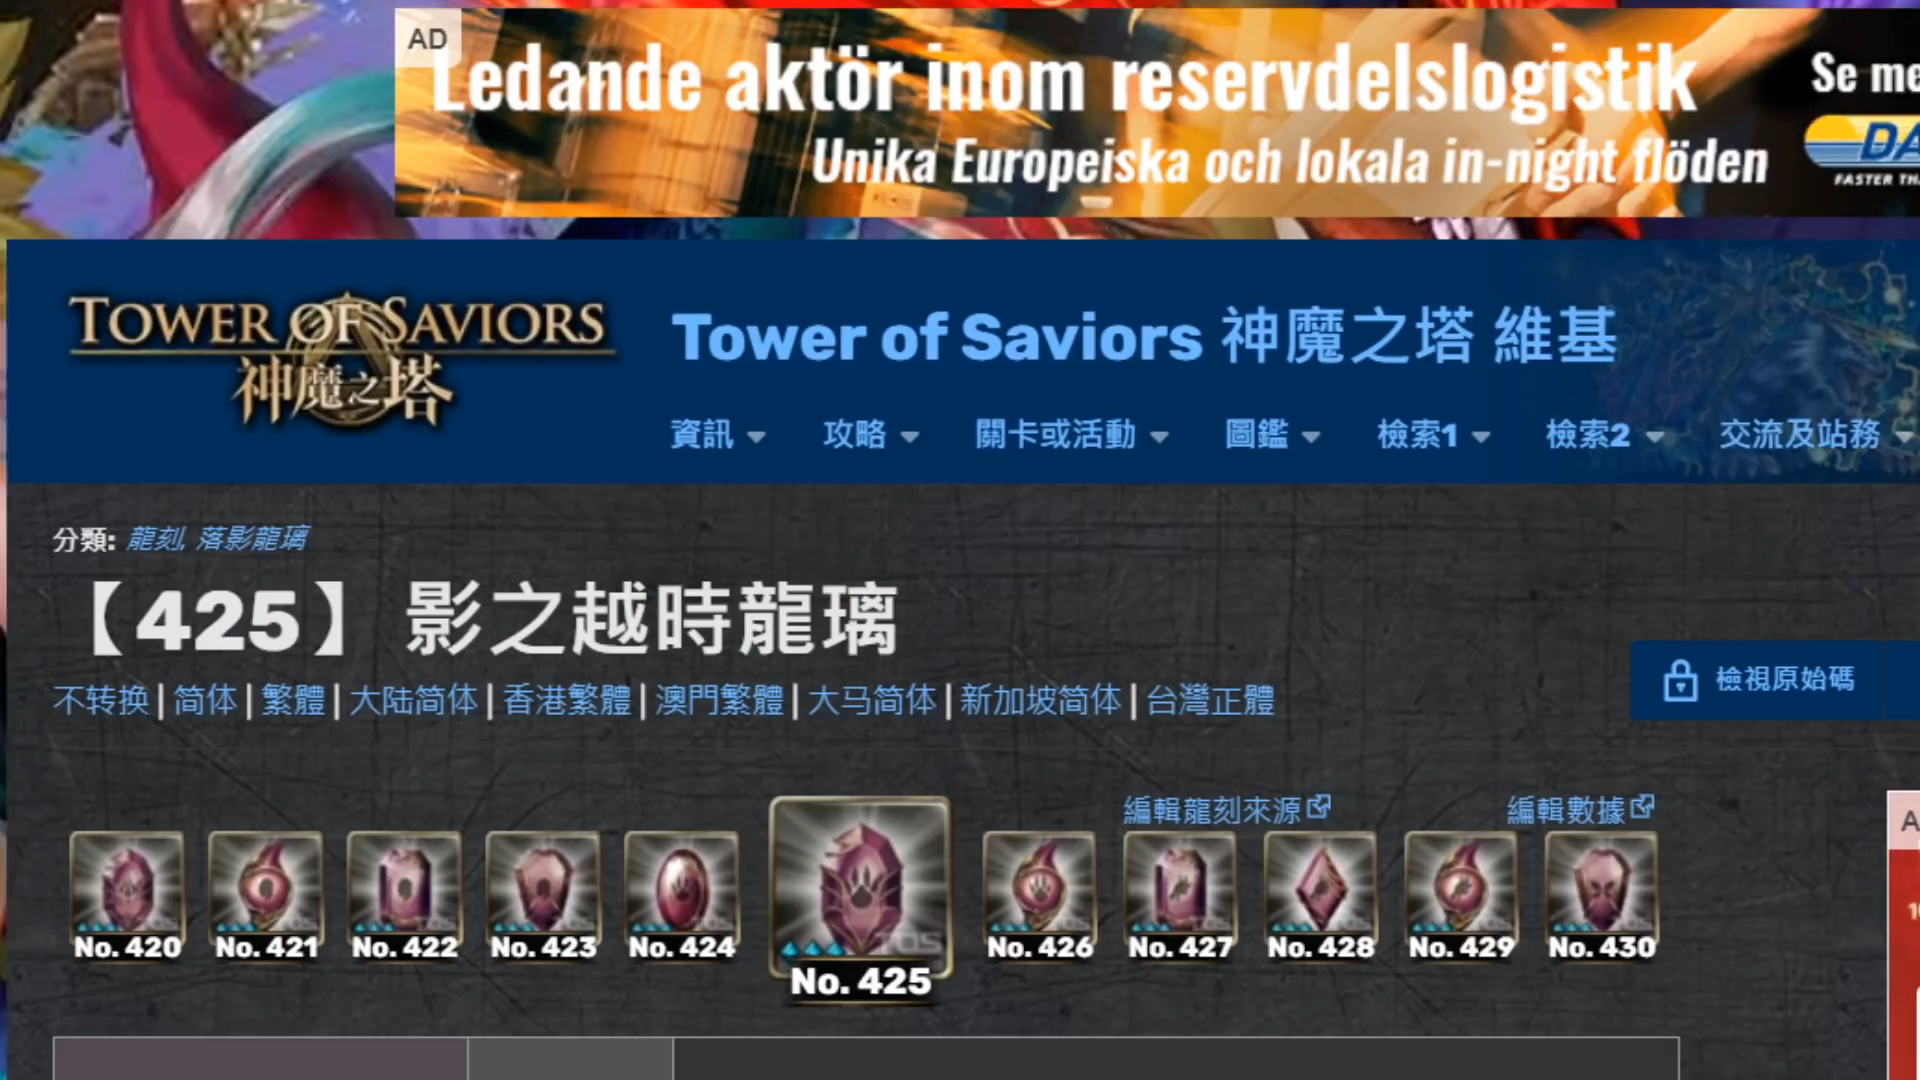 AD
Ledande aktör inom reservdelslogistik
Se me
Unika Europeiska och lokala in-night flöden
DA
FASTER TH
TOWER OF SAVIORS
神魔之塔
Tower of Saviors 神魔之塔 維基
資訊 攻略 關卡或活動 圖鑑 檢索1 檢索2 交流及站務
分類: 龍刻, 落影龍璃
【425】 影之越時龍璃
檢視原始碼
不转换 | 简体 | 繁體 | 大陆简体 | 香港繁體 | 澳門繁體 | 大马简体 | 新加坡简体 | 台灣正體
編輯龍刻來源 編輯數據
No. 420 No. 421 No. 422 No. 423 No. 424 No. 425 No. 426 No. 427 No. 428 No. 429 No. 430